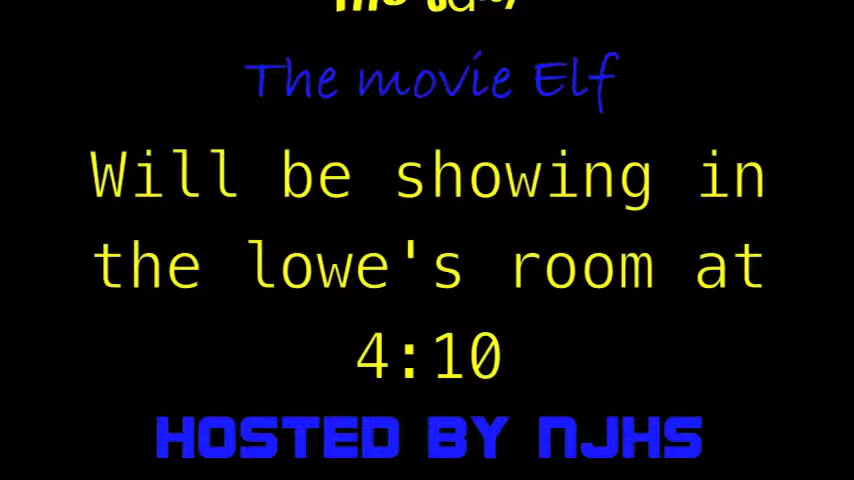 The movie Elf
Will be showing in
the lowe's room at
4:10
HOSTED BY NJHS